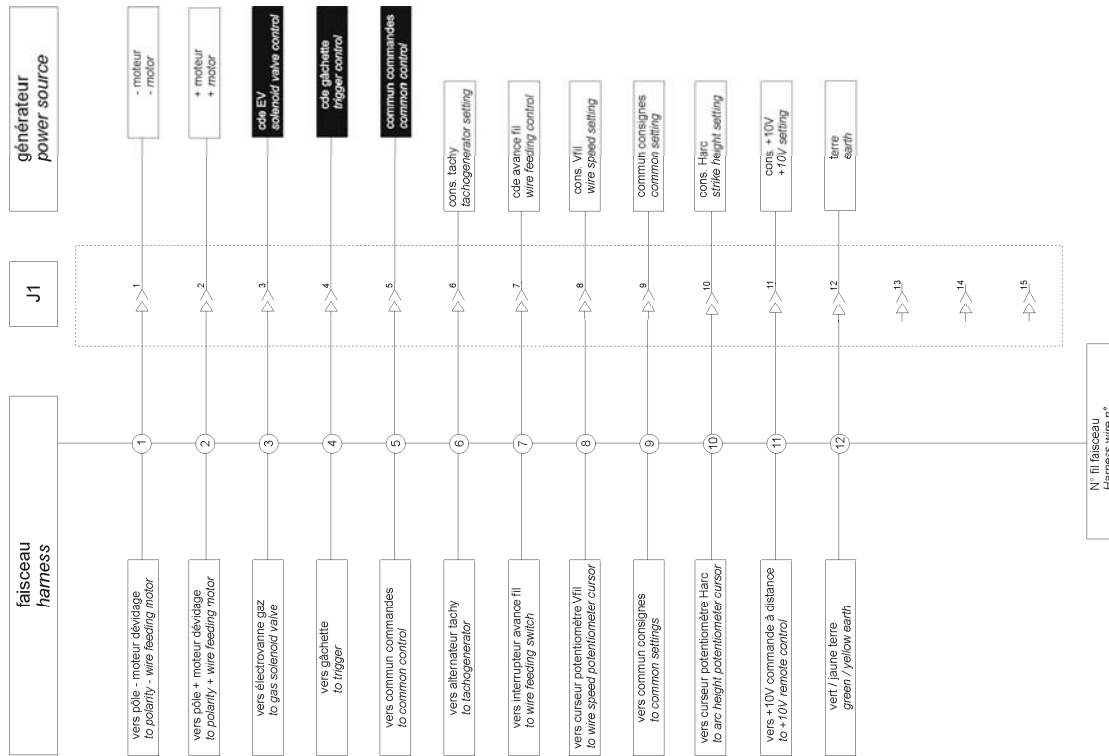 générateur
power source
- moteur
- motor
+ moteur
+ motor
cde EV
solenoid valve control
cde gâchette
trigger control
commun commandes
common control
cons. tachy
tachogenerator setting
cde avance fil
wire feeding control
cons. Vfil
wire speed setting
commun consignes
common setting
cons. Harc
strike height setting
cons. +10V
+10V setting
terre
earth
J1
1
2
3
4
5
6
7
8
9
10
11
12
13
14
15
faisceau
harness
1
2
3
4
5
6
7
8
9
10
11
12
N° fil faisceau
Harness wire n°
vers pôle - moteur dévidage
to polarity - wire feeding motor
vers pôle + moteur dévidage
to polarity + wire feeding motor
vers électrovanne gaz
to gas solenoid valve
vers gâchette
to trigger
vers commun commandes
to common control
vers alternateur tachy
to tachogenerator
vers interrupteur avance fil
to wire feeding switch
vers curseur potentiomètre Vfil
to wire speed potentiometer cursor
vers commun consignes
to common settings
vers curseur potentiomètre Harc
to arc height potentiometer cursor
vers +10V commande à distance
to +10V remote control
vert / jaune terre
green / yellow earth